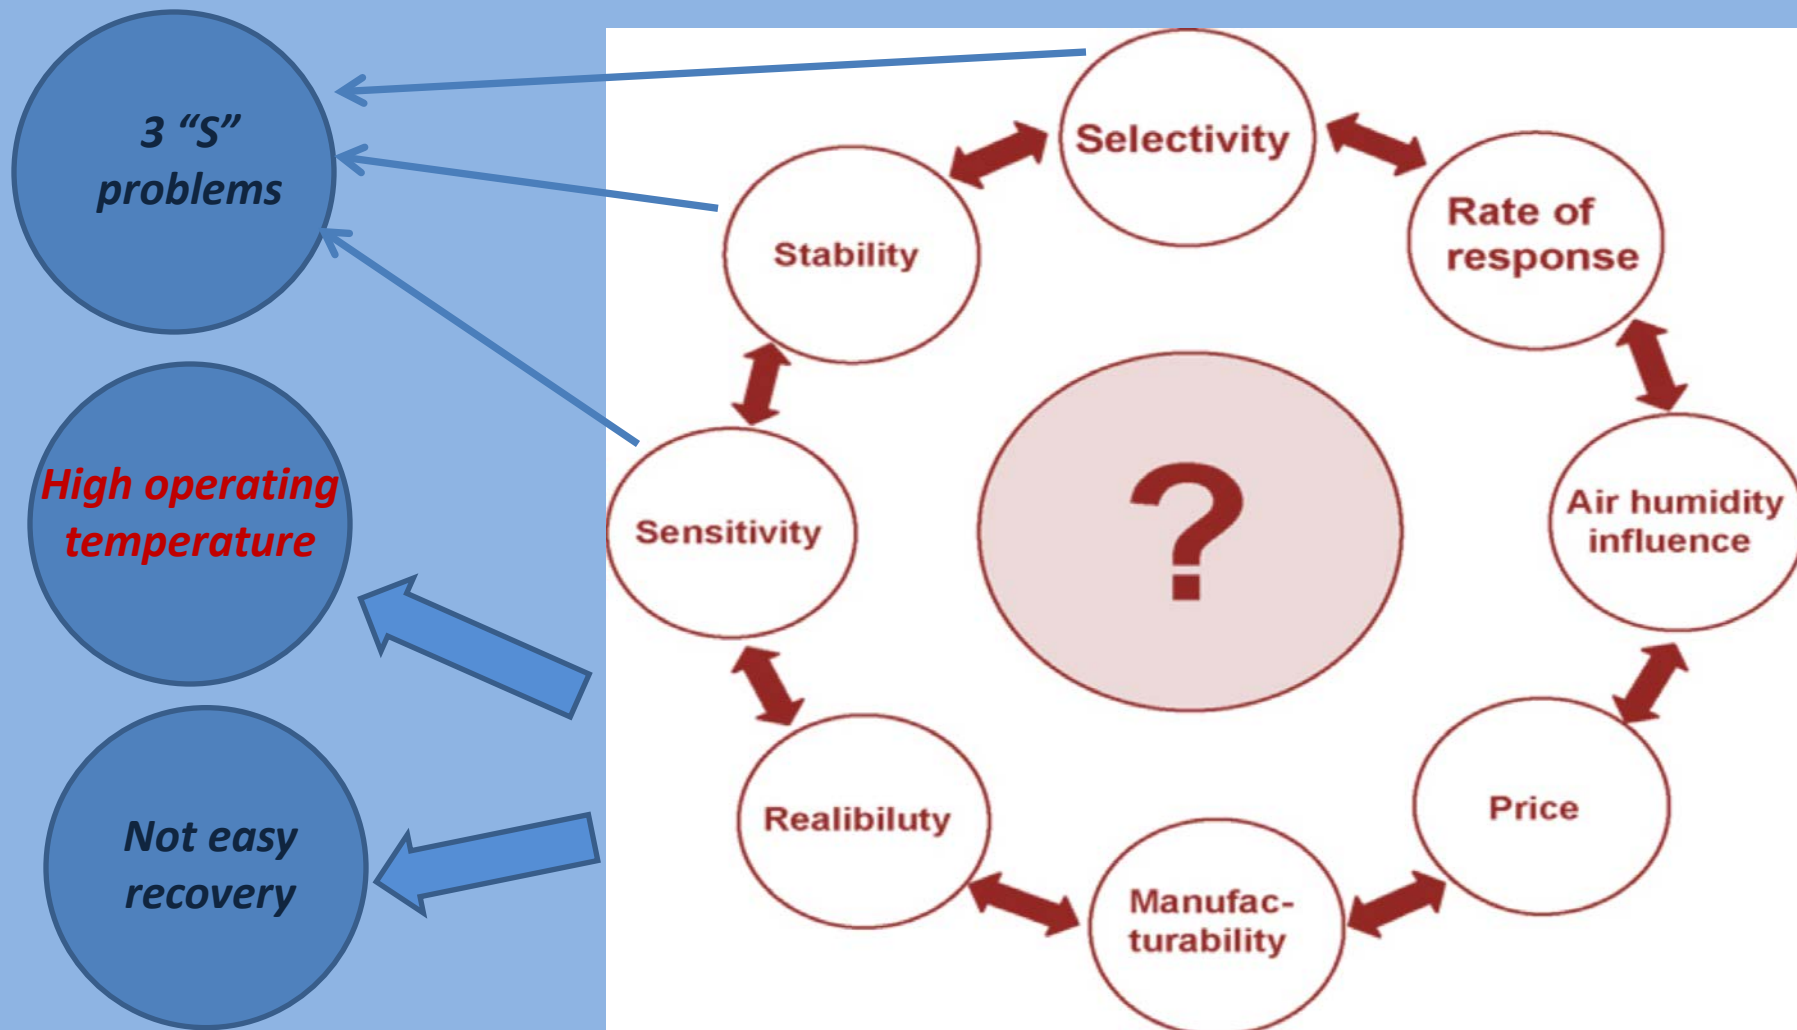 3 “S”
problems
High operating
temperature
Not easy
recovery
Selectivity
Rate of
response
Stability
Air humidity
influence
Sensitivity
?
Realibiluty
Price
Manufac-
turability